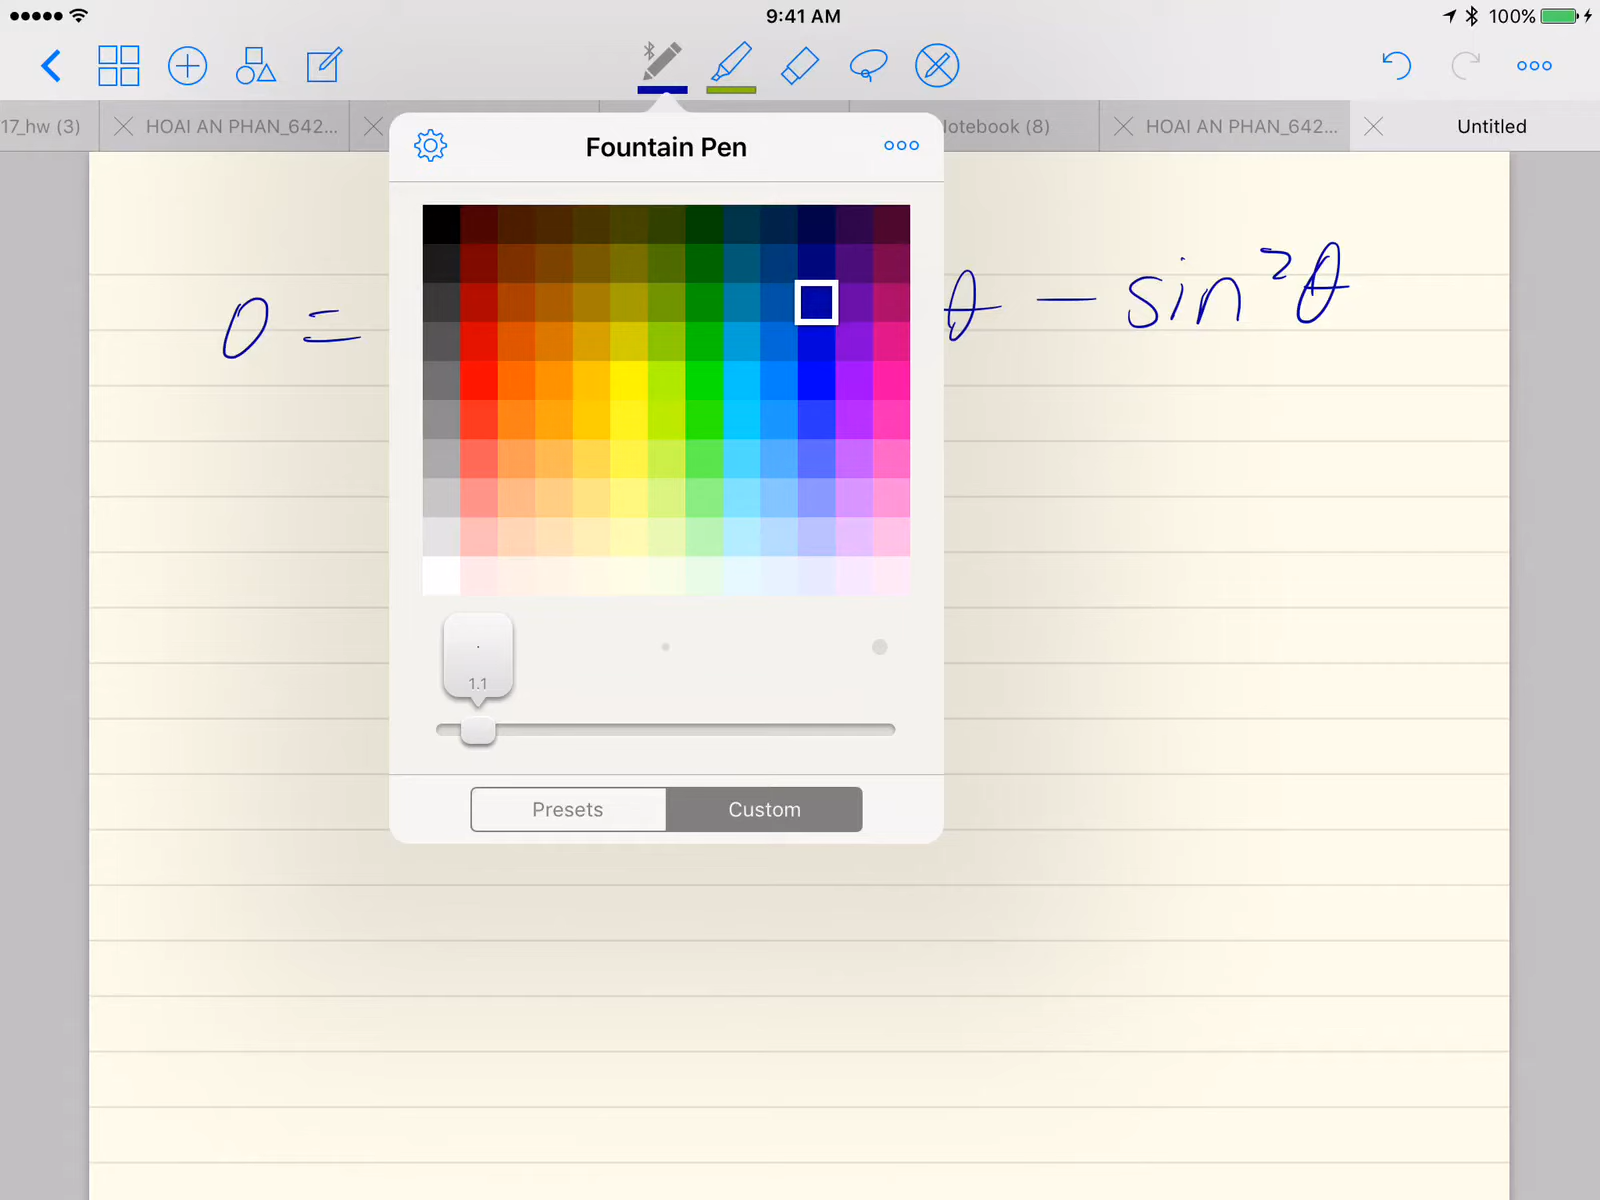 9:41 AM
100%
17_hw (3)
HOAI AN PHAN_642...
otebook (8)
HOAI AN PHAN_642...
Untitled
Fountain Pen
0 = θ − sin²θ
1.1
Presets
Custom